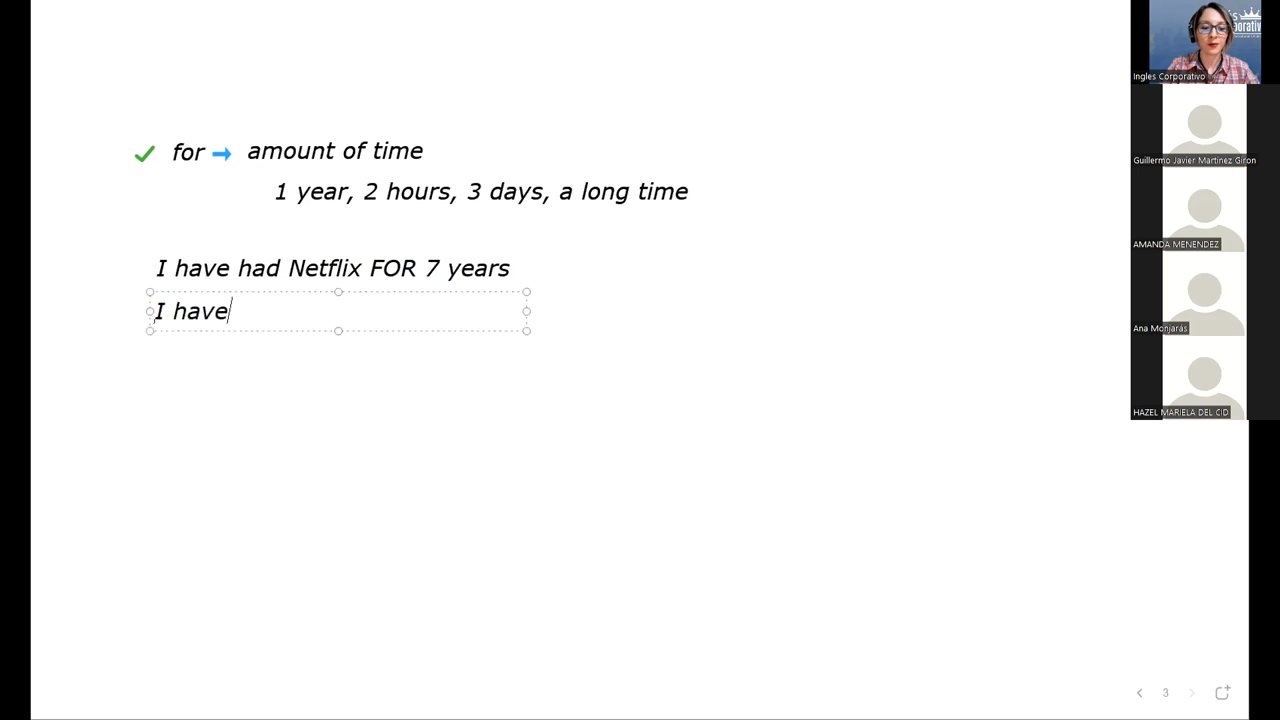 for → amount of time
1 year, 2 hours, 3 days, a long time
I have had Netflix FOR 7 years
I have
Ingles Corporativo
Guillermo Javier Martinez Giron
AMANDA MENENDEZ
Ana Monjarás
HAZEL MARIELA DEL CID
3